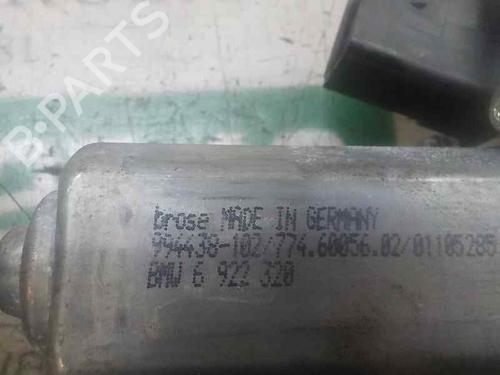 B-PARTS
brose MADE IN GERMANY
994438-102/774.60056.02/01105285
BMW 6 922 320